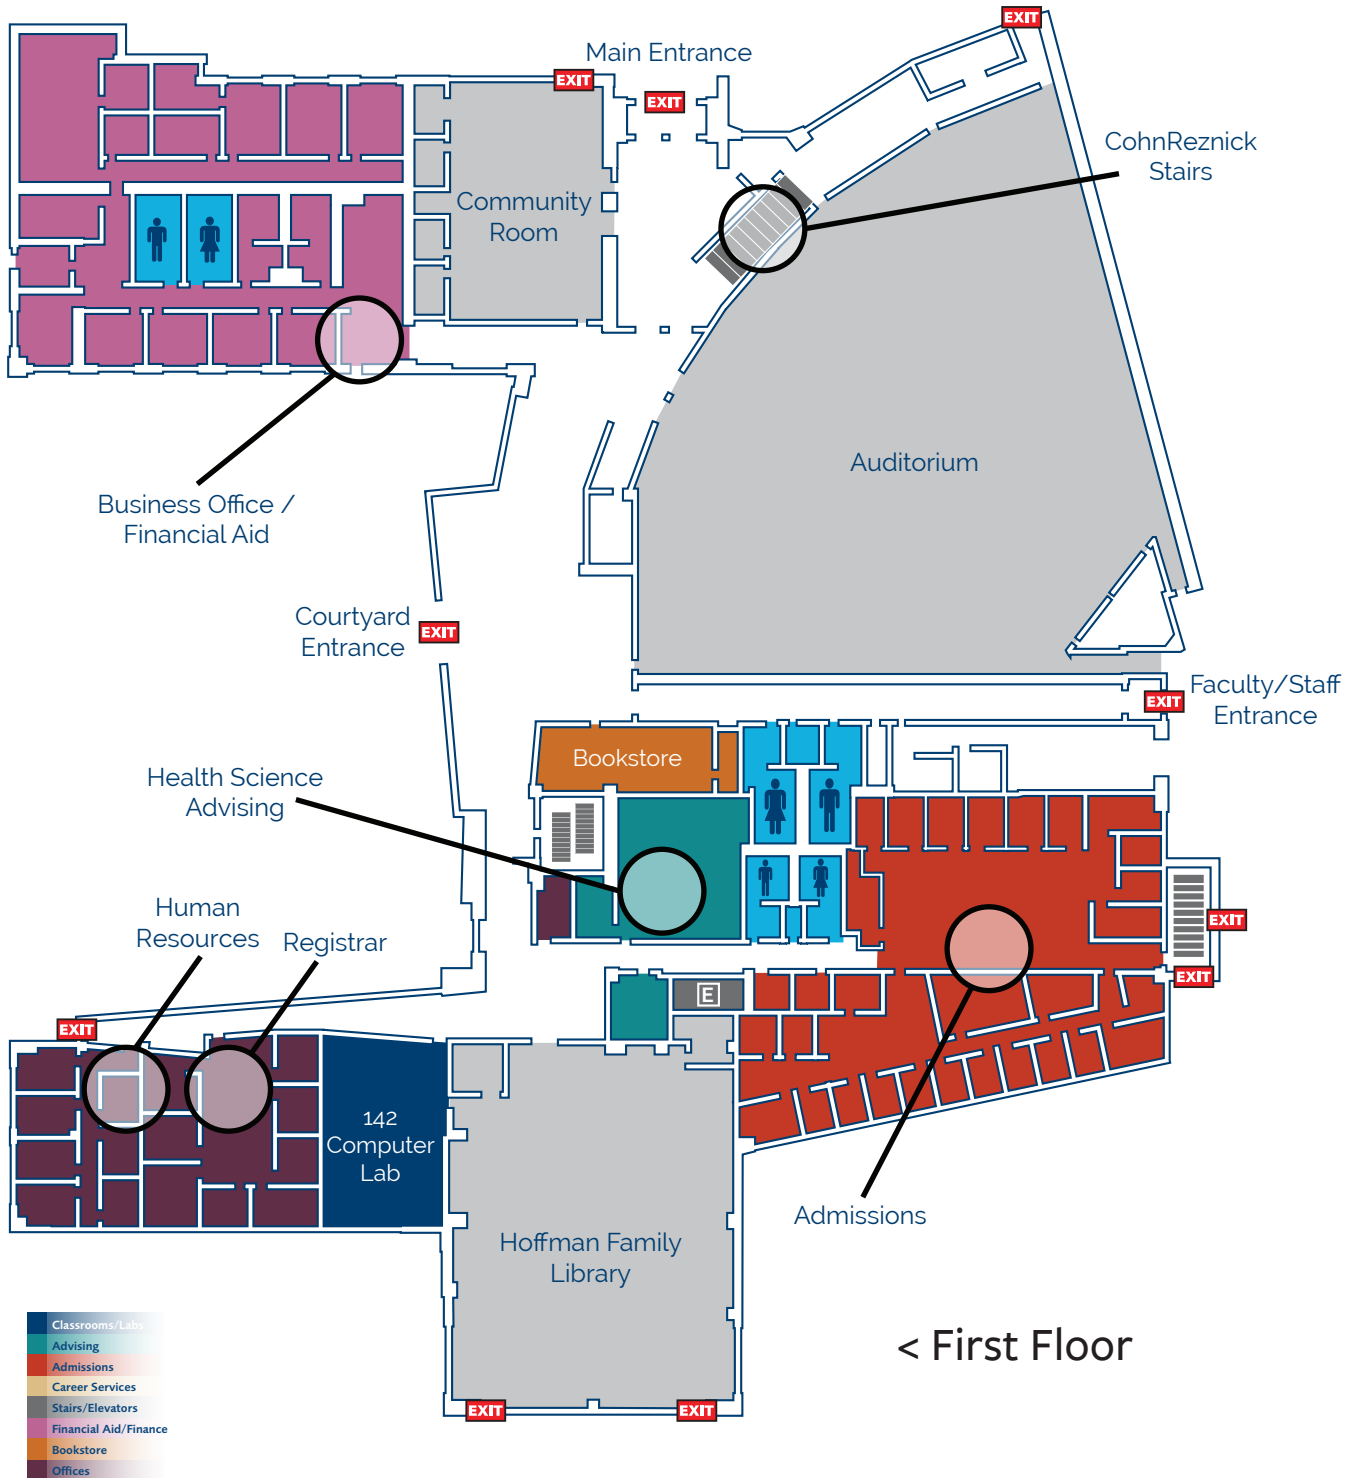 EXIT
Main Entrance
EXIT
EXIT
CohnReznick
Stairs
Community
Room
Auditorium
Business Office /
Financial Aid
Courtyard
Entrance
EXIT
Faculty/Staff
Entrance
EXIT
Bookstore
Health Science
Advising
Human
Resources
Registrar
EXIT
EXIT
E
EXIT
142
Computer
Lab
Admissions
Hoffman Family
Library
< First Floor
EXIT
EXIT
Classrooms/Labs
Advising
Admissions
Career Services
Stairs/Elevators
Financial Aid/Finance
Bookstore
Offices